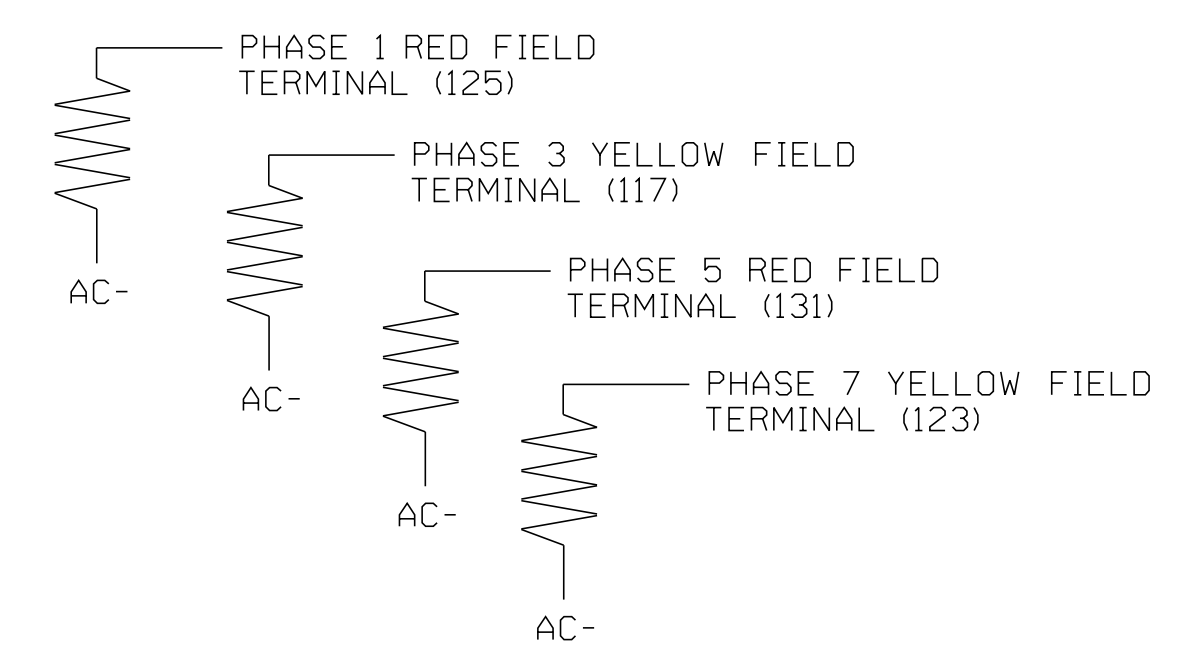 PHASE 1 RED FIELD
TERMINAL (125)
AC-
PHASE 3 YELLOW FIELD
TERMINAL (117)
AC-
PHASE 5 RED FIELD
TERMINAL (131)
AC-
PHASE 7 YELLOW FIELD
TERMINAL (123)
AC-